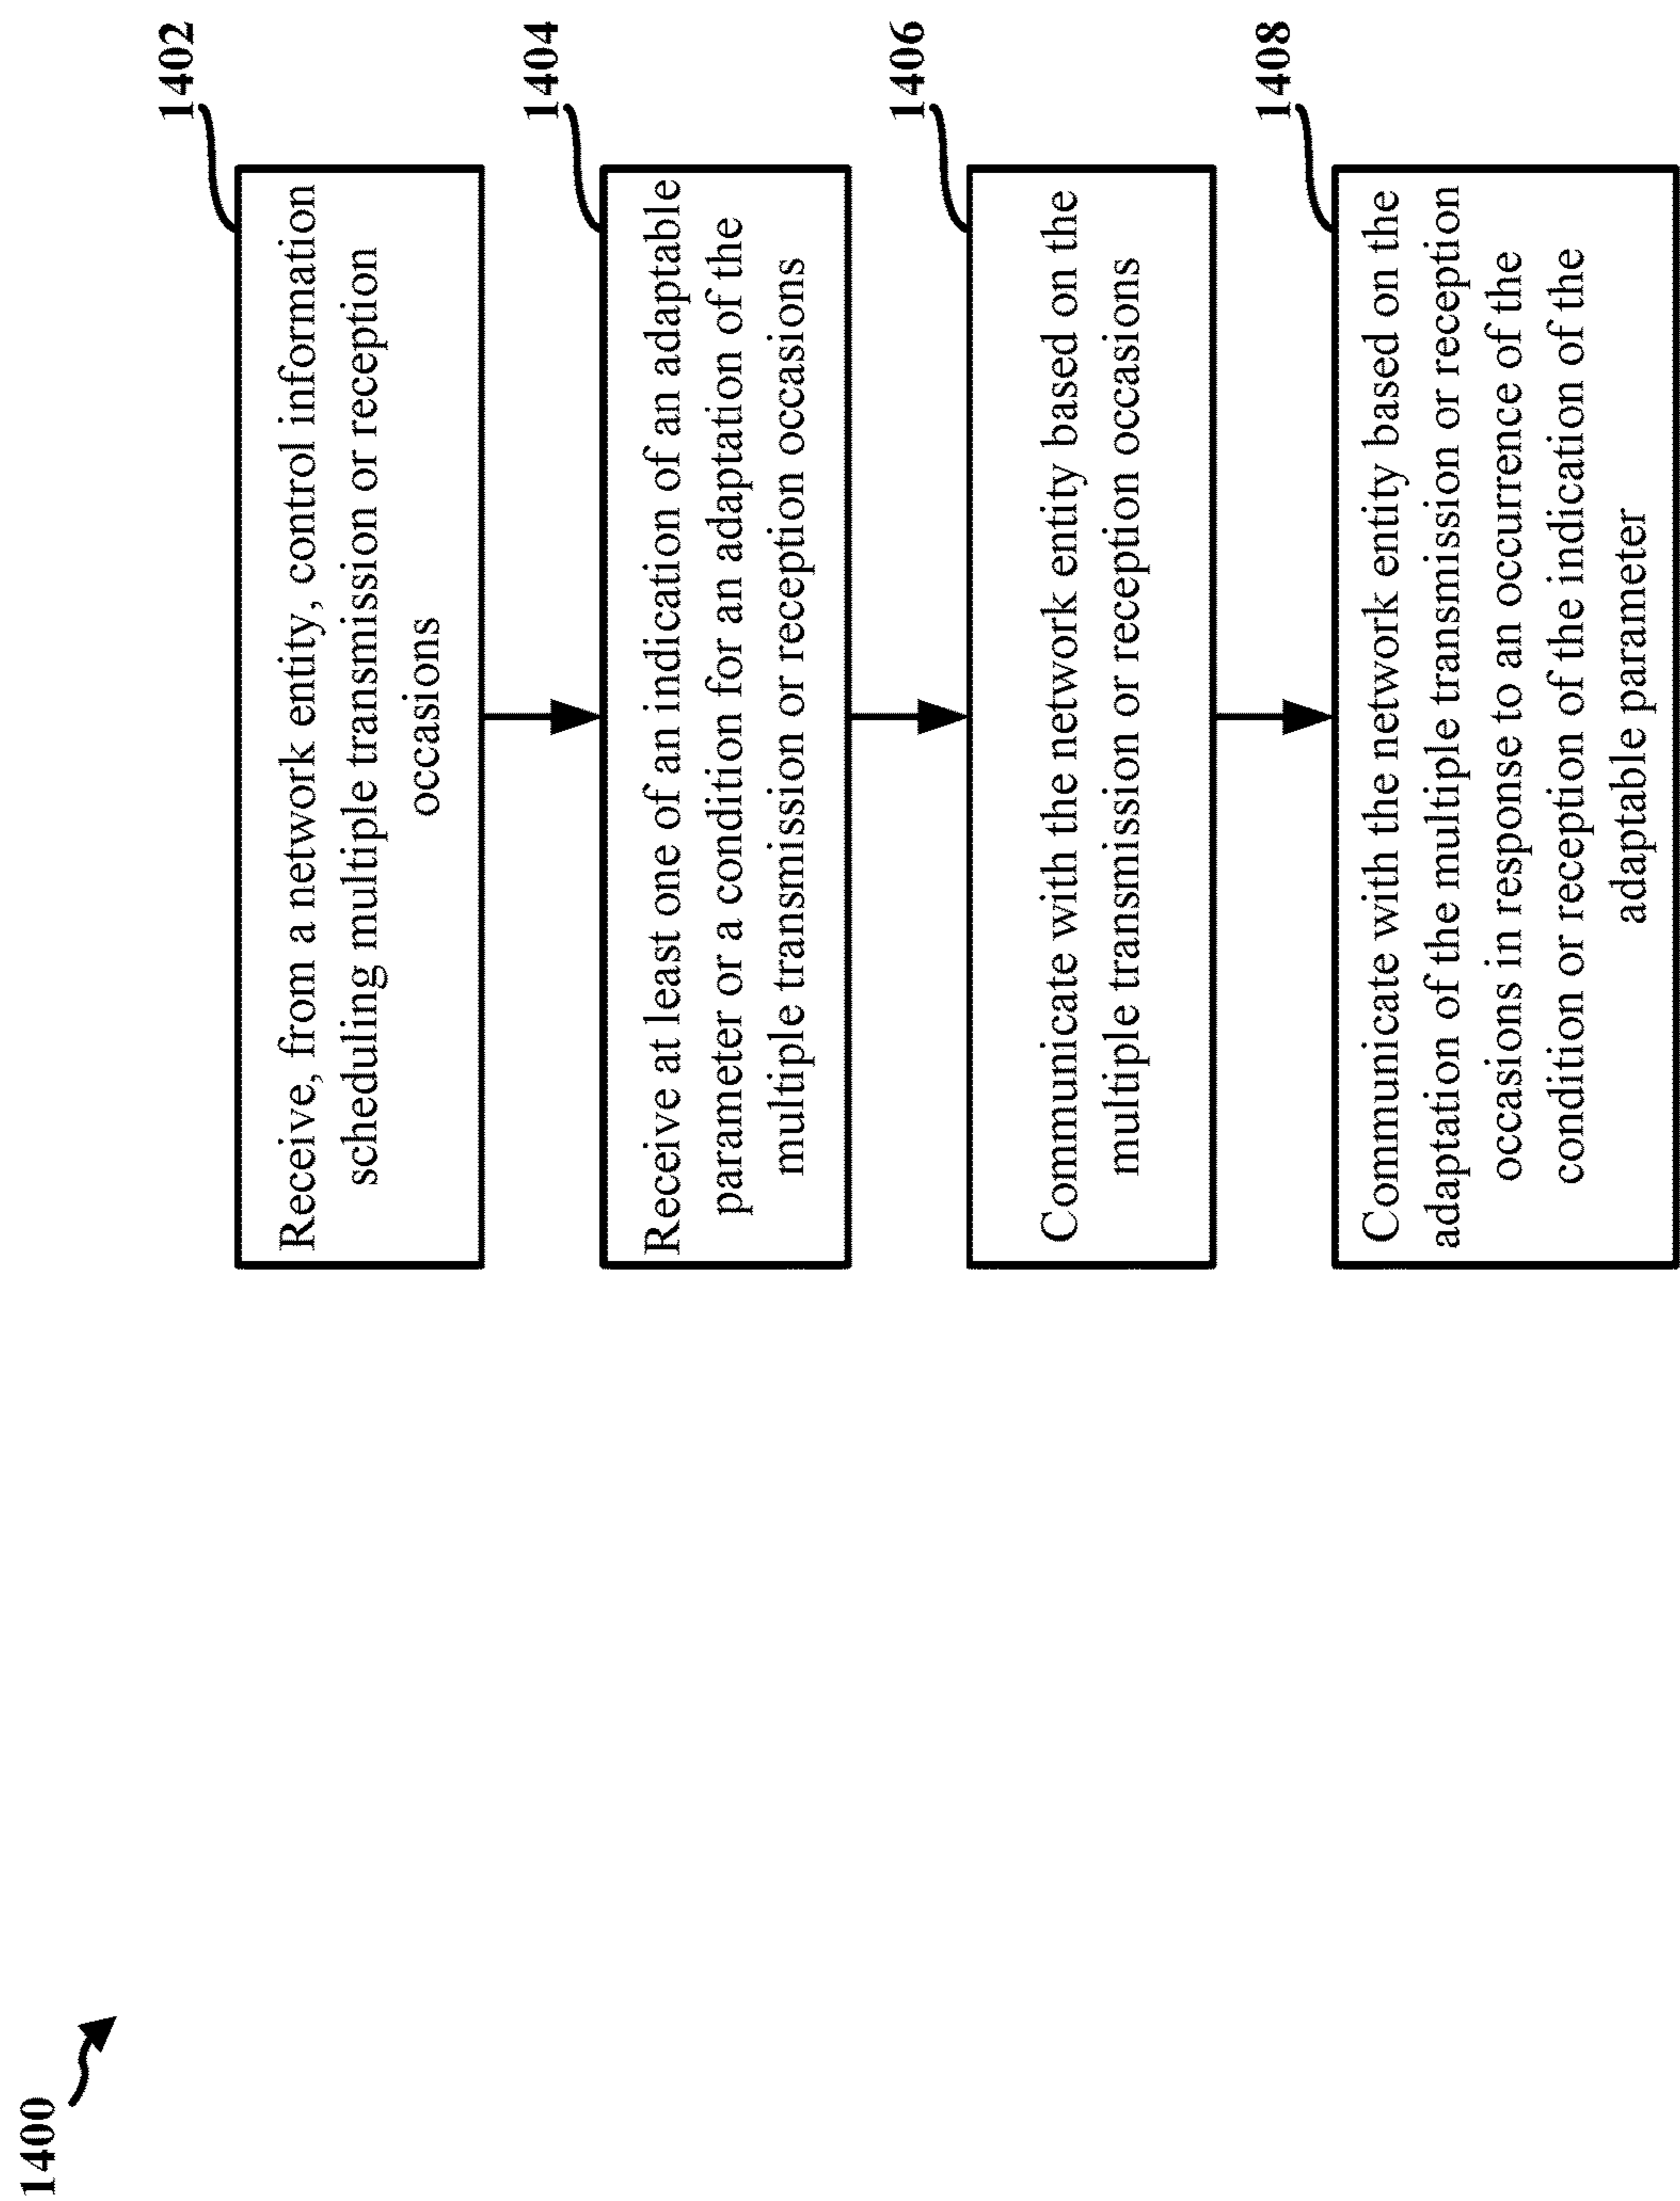 1400
1402
Receive, from a network entity, control information
scheduling multiple transmission or reception
occasions
1404
Receive at least one of an indication of an adaptable
parameter or a condition for an adaptation of the
multiple transmission or reception occasions
1406
Communicate with the network entity based on the
multiple transmission or reception occasions
1408
Communicate with the network entity based on the
adaptation of the multiple transmission or reception
occasions in response to an occurrence of the
condition or reception of the indication of the
adaptable parameter